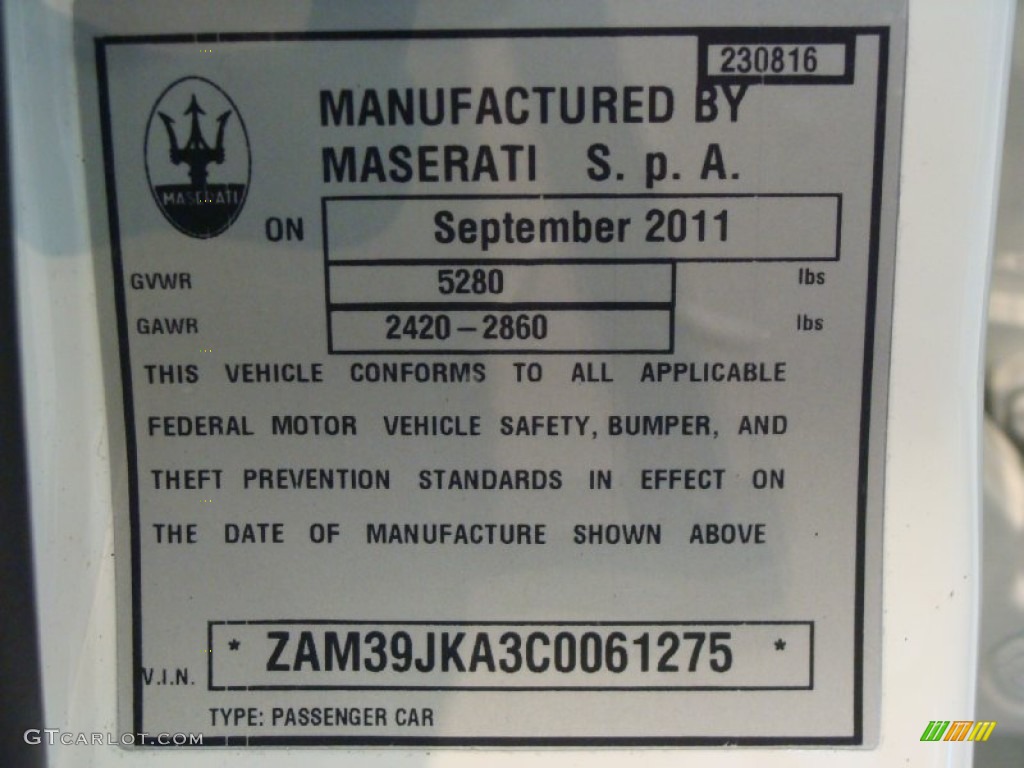 230816
MANUFACTURED BY
MASERATI S. p. A.
MASERATI
ON September 2011
GVWR 5280 lbs
GAWR 2420-2860 lbs
THIS VEHICLE CONFORMS TO ALL APPLICABLE
FEDERAL MOTOR VEHICLE SAFETY, BUMPER, AND
THEFT PREVENTION STANDARDS IN EFFECT ON
THE DATE OF MANUFACTURE SHOWN ABOVE
V.I.N. * ZAM39JKA3C0061275 *
TYPE: PASSENGER CAR
GTCARLOT.COM